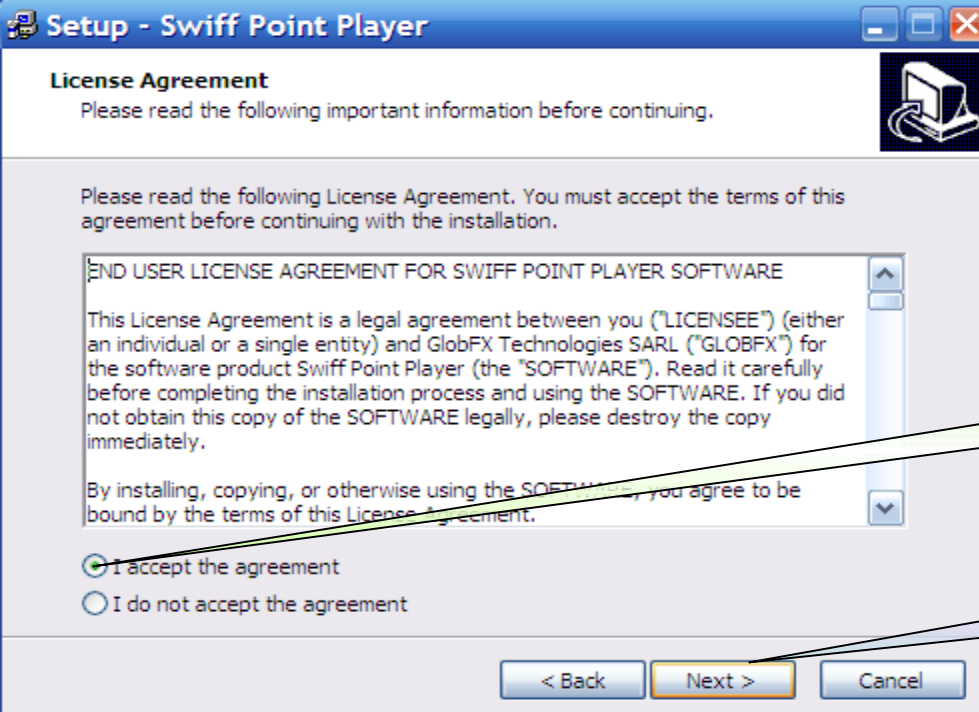 Setup - Swiff Point Player
License Agreement
Please read the following important information before continuing.
Please read the following License Agreement. You must accept the terms of this
agreement before continuing with the installation.
END USER LICENSE AGREEMENT FOR SWIFF POINT PLAYER SOFTWARE
This License Agreement is a legal agreement between you ("LICENSEE") (either
an individual or a single entity) and GlobFX Technologies SARL ("GLOBFX") for
the software product Swiff Point Player (the "SOFTWARE"). Read it carefully
before completing the installation process and using the SOFTWARE. If you did
not obtain this copy of the SOFTWARE legally, please destroy the copy
immediately.
By installing, copying, or otherwise using the SOFTWARE, you agree to be
bound by the terms of this License Agreement.
I accept the agreement
I do not accept the agreement
< Back Next > Cancel